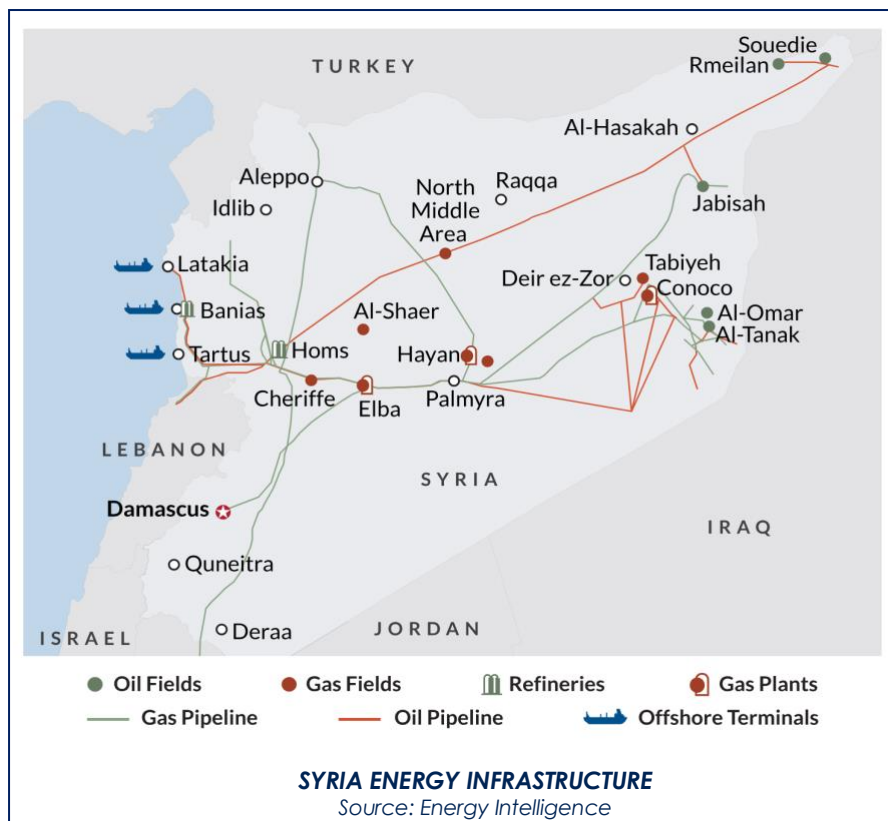 TURKEY
Souedie
Rmeilan
Al-Hasakah
Aleppo
Raqqa
North
Middle
Area
Idlib
Jabisah
Latakia
Deir ez-Zor
Tabiyeh
Conoco
Banias
Al-Shaer
Al-Omar
Al-Tanak
Tartus
Homs
Hayan
Cheriffe
Elba
Palmyra
LEBANON
SYRIA
Damascus
IRAQ
Quneitra
Deraa
JORDAN
ISRAEL
Oil Fields
Gas Fields
Refineries
Gas Plants
Gas Pipeline
Oil Pipeline
Offshore Terminals
SYRIA ENERGY INFRASTRUCTURE
Source: Energy Intelligence